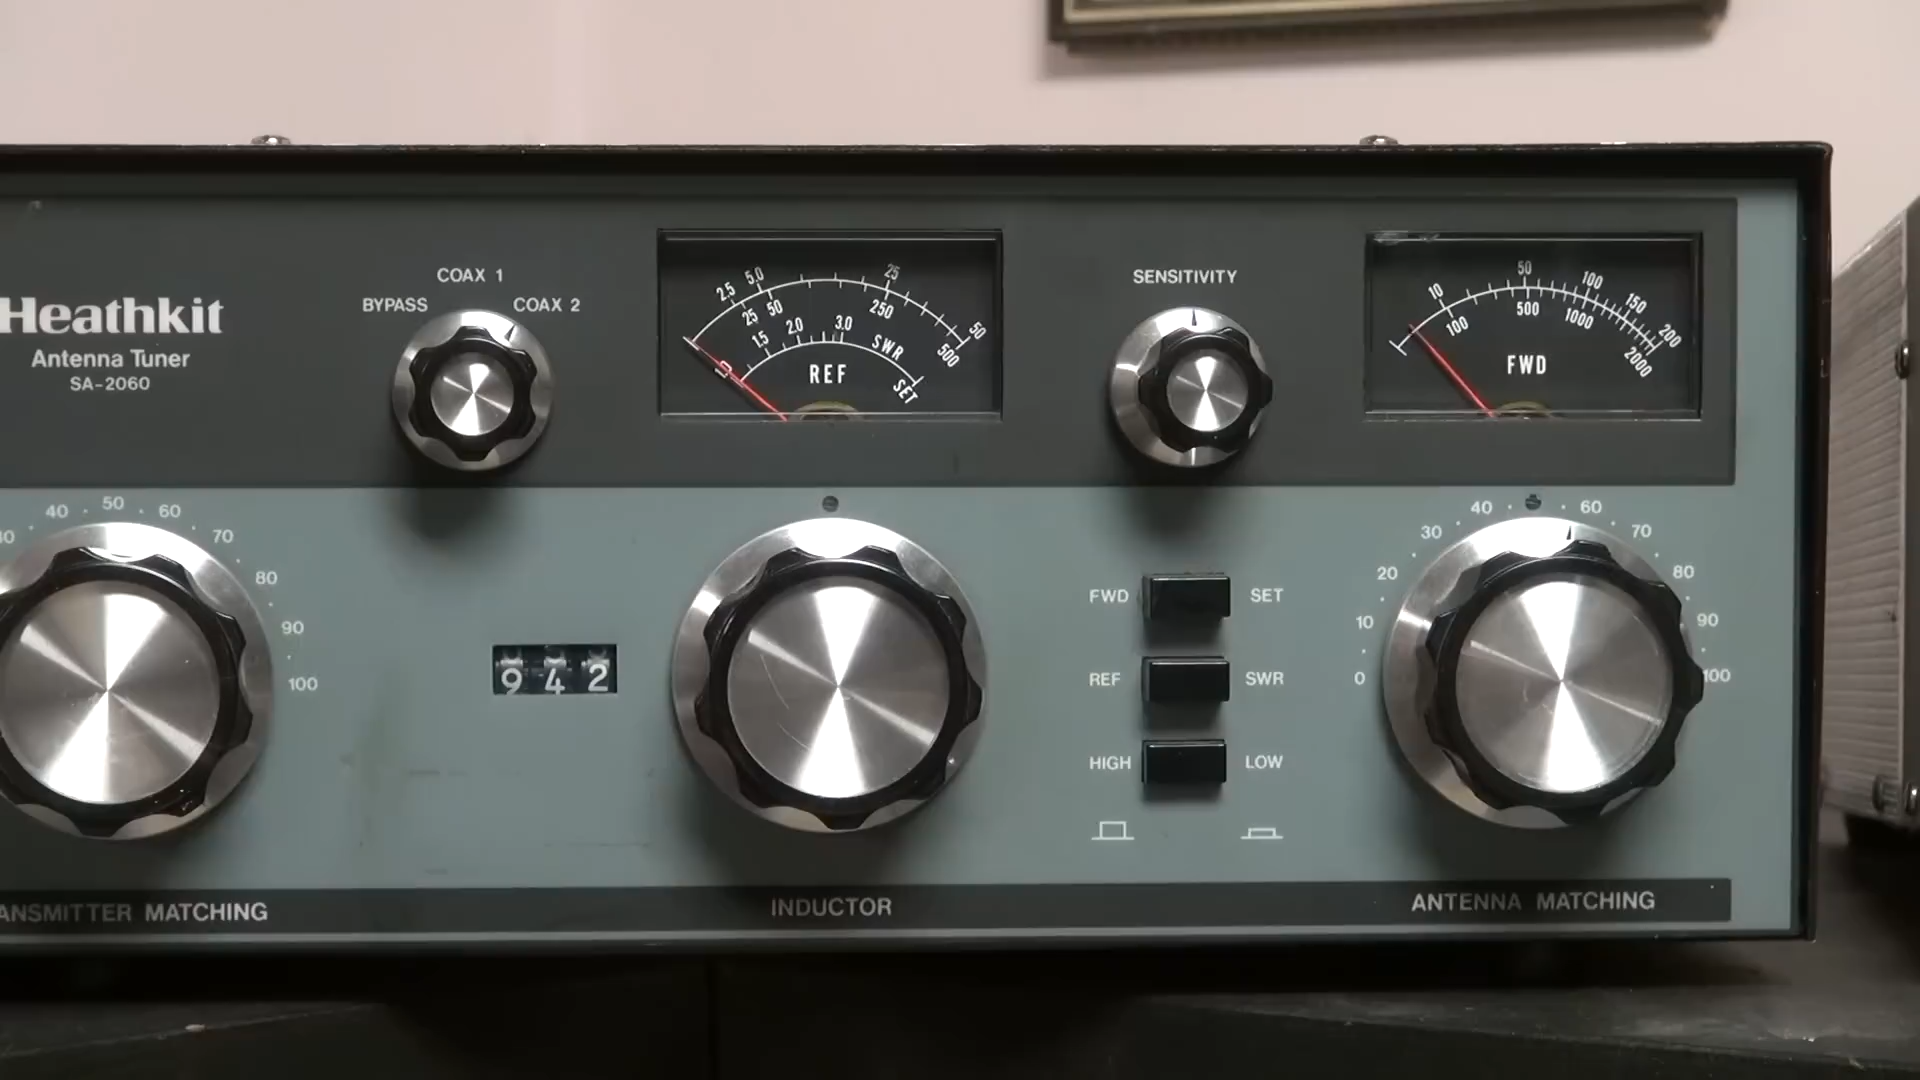 Heathkit
Antenna Tuner
SA-2060
BYPASS
COAX 1
COAX 2
2.5 5.0 25 50
25 50 250 500
1.5 2.0 3.0 SWR SET
REF
SENSITIVITY
10 50 100 150 200
100 500 1000 2000
FWD
40 50 60 70 80 90 100
942
FWD SET
REF SWR
HIGH LOW
0 10 20 30 40 60 70 80 90 100
MATCHING
INDUCTOR
ANTENNA MATCHING